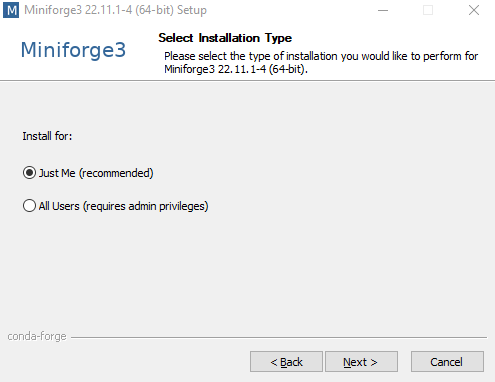 M Miniforge3 22.11.1-4 (64-bit) Setup
Miniforge3
Select Installation Type
Please select the type of installation you would like to perform for
Miniforge3 22.11.1-4 (64-bit).
Install for:
Just Me (recommended)
All Users (requires admin privileges)
conda-forge
< Back
Next >
Cancel